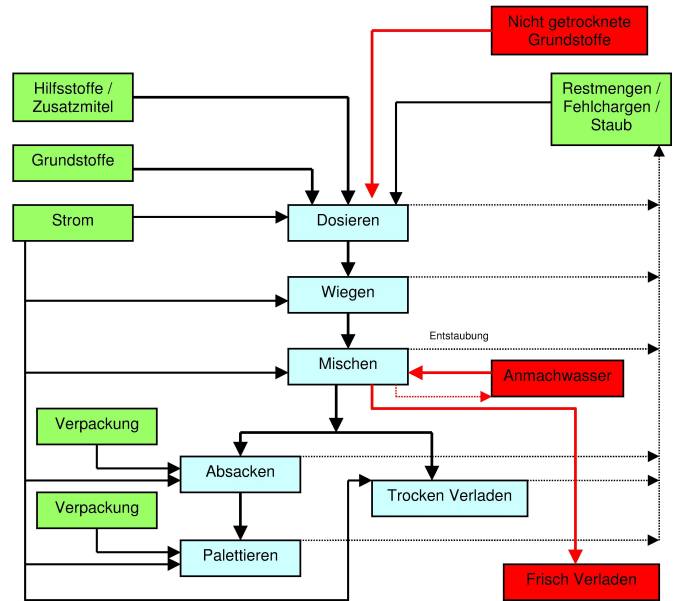 Nicht getrocknete
Grundstoffe
Hilfsstoffe /
Zusatzmitel
Restmengen /
Fehlchargen /
Staub
Grundstoffe
Strom
Dosieren
Wiegen
Entstaubung
Mischen
Anmachwasser
Verpackung
Absacken
Trocken Verladen
Verpackung
Palettieren
Frisch Verladen